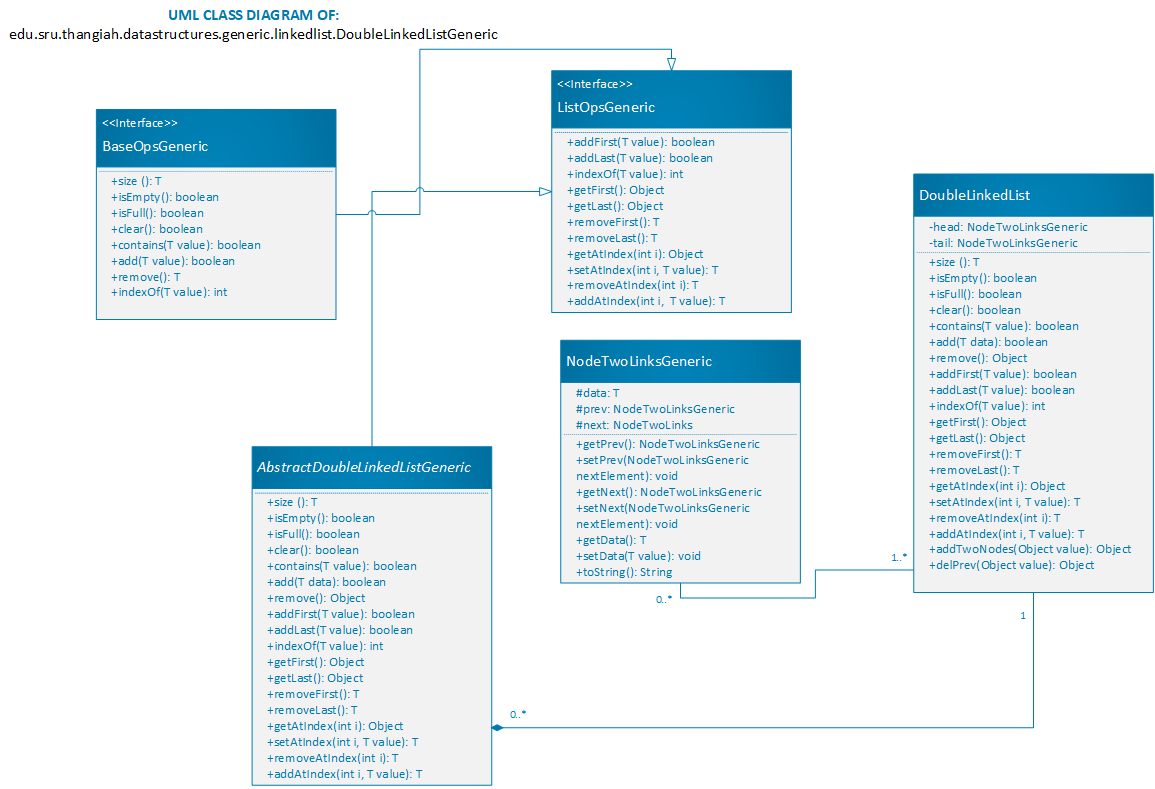 UML CLASS DIAGRAM OF:
edu.sru.thangiah.datastructures.generic.linkedlist.DoubleLinkedListGeneric
<<Interface>>
BaseOpsGeneric
+size (): T
+isEmpty(): boolean
+isFull(): boolean
+clear(): boolean
+contains(T value): boolean
+add(T value): boolean
+remove(): T
+indexOf(T value): int
<<Interface>>
ListOpsGeneric
+addFirst(T value): boolean
+addLast(T value): boolean
+indexOf(T value): int
+getFirst(): Object
+getLast(): Object
+removeFirst(): T
+removeLast(): T
+getAtIndex(int i): Object
+setAtIndex(int i, T value): T
+removeAtIndex(int i): T
+addAtIndex(int i, T value): T
DoubleLinkedList
-head: NodeTwoLinksGeneric
-tail: NodeTwoLinksGeneric
+size (): T
+isEmpty(): boolean
+isFull(): boolean
+clear(): boolean
+contains(T value): boolean
+add(T data): boolean
+remove(): Object
+addFirst(T value): boolean
+addLast(T value): boolean
+indexOf(T value): int
+getFirst(): Object
+getLast(): Object
+removeFirst(): T
+removeLast(): T
+getAtIndex(int i): Object
+setAtIndex(int i, T value): T
+removeAtIndex(int i): T
+addAtIndex(int i, T value): T
+addTwoNodes(Object value): Object
+delPrev(Object value): Object
NodeTwoLinksGeneric
#data: T
#prev: NodeTwoLinksGeneric
#next: NodeTwoLinks
+getPrev(): NodeTwoLinksGeneric
+setPrev(NodeTwoLinksGeneric
nextElement): void
+getNext(): NodeTwoLinksGeneric
+setNext(NodeTwoLinksGeneric
nextElement): void
+getData(): T
+setData(T value): void
+toString(): String
1..*
0..*
1
0..*
AbstractDoubleLinkedListGeneric
+size (): T
+isEmpty(): boolean
+isFull(): boolean
+clear(): boolean
+contains(T value): boolean
+add(T data): boolean
+remove(): Object
+addFirst(T value): boolean
+addLast(T value): boolean
+indexOf(T value): int
+getFirst(): Object
+getLast(): Object
+removeFirst(): T
+removeLast(): T
+getAtIndex(int i): Object
+setAtIndex(int i, T value): T
+removeAtIndex(int i): T
+addAtIndex(int i, T value): T